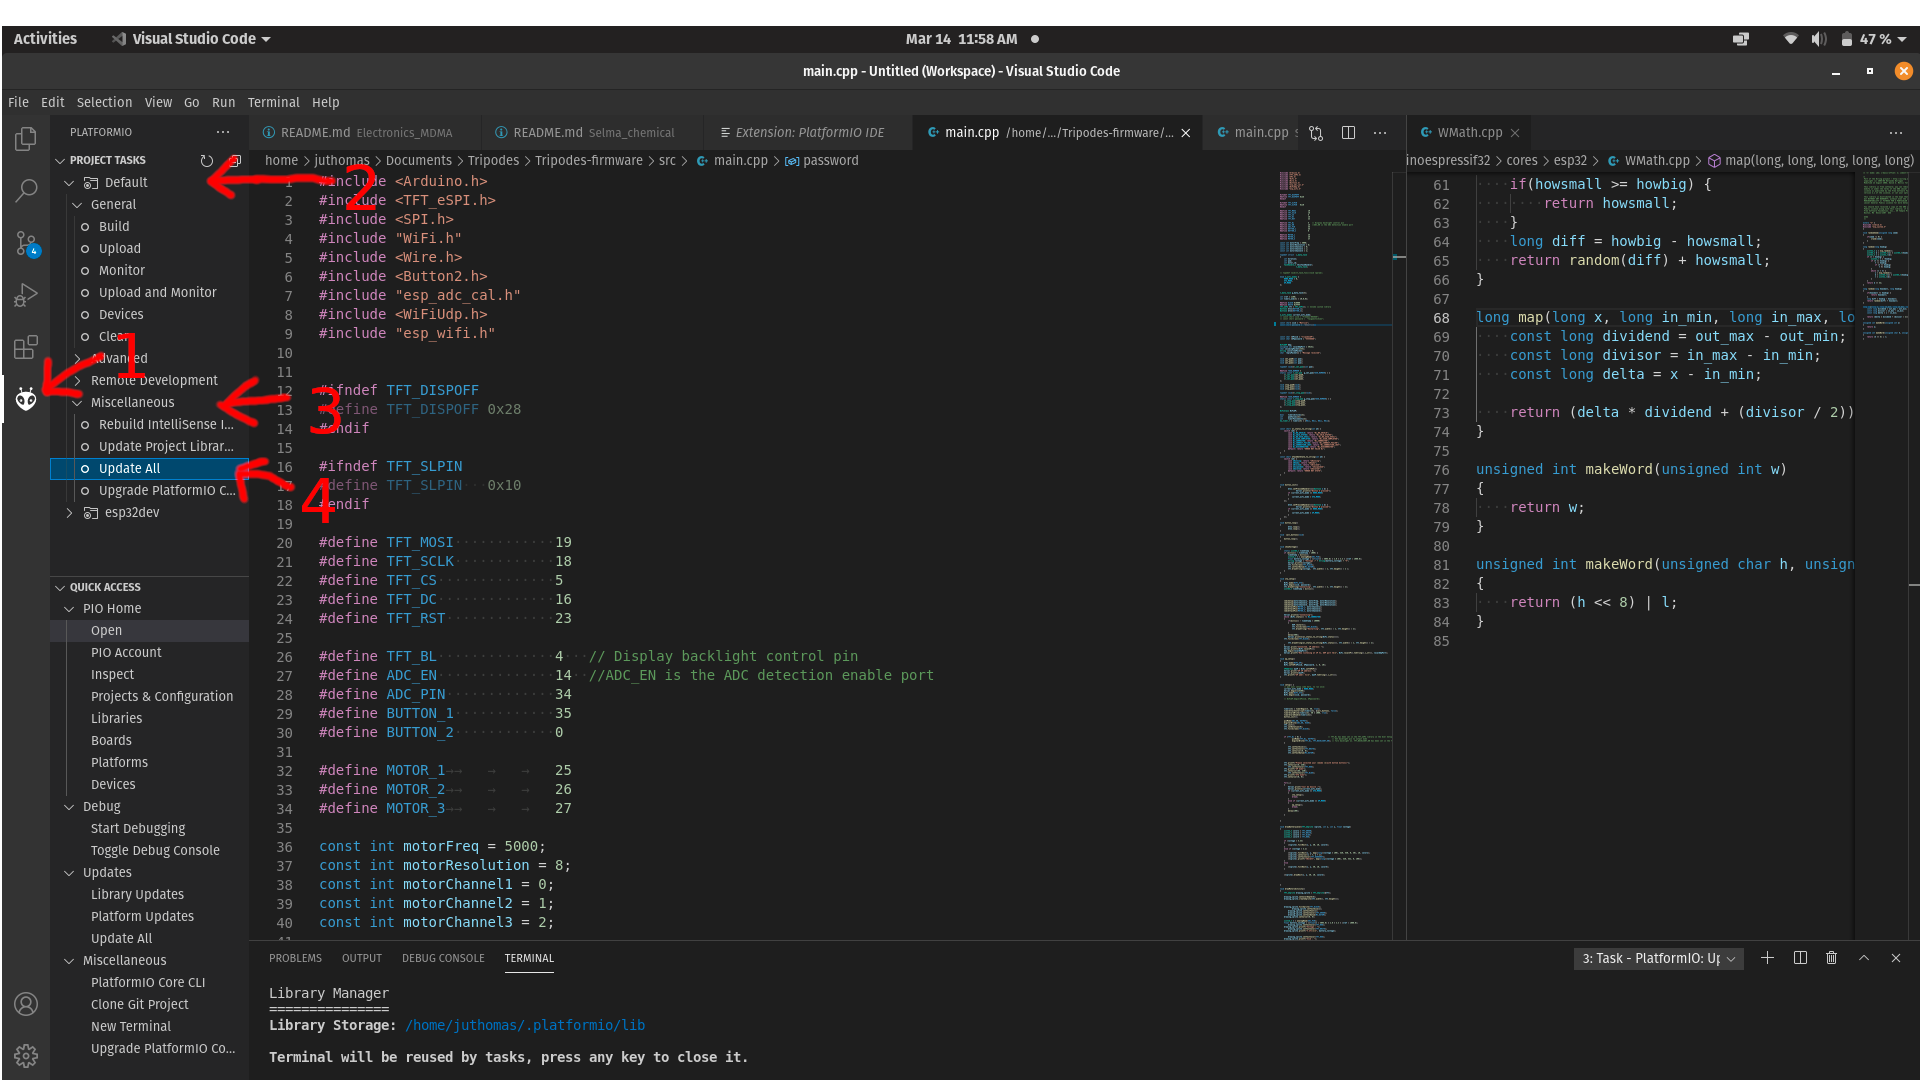 Activities Visual Studio Code Mar 14 11:58 AM 47 %
main.cpp - Untitled (Workspace) - Visual Studio Code
File Edit Selection View Go Run Terminal Help
PLATFORMIO ···
PROJECT TASKS
Default
General
Build
Upload
Monitor
Upload and Monitor
Devices
Clean
Advanced
Remote Development
Miscellaneous
Rebuild IntelliSense I...
Update Project Librar...
Update All
Upgrade PlatformIO C...
esp32dev
4
1
2
3
4
QUICK ACCESS
PIO Home
Open
PIO Account
Inspect
Projects & Configuration
Libraries
Boards
Platforms
Devices
Debug
Start Debugging
Toggle Debug Console
Updates
Library Updates
Platform Updates
Update All
Miscellaneous
PlatformIO Core CLI
Clone Git Project
New Terminal
Upgrade PlatformIO Co...
README.md Electronics_MDMA README.md Selma_chemical Extension: PlatformIO IDE main.cpp /home/.../Tripodes-firmware/... main.cpp
home > juthomas > Documents > Tripodes > Tripodes-firmware > src > main.cpp > password
1 #include <Arduino.h>
2 #include <TFT_eSPI.h>
3 #include <SPI.h>
4 #include "WiFi.h"
5 #include <Wire.h>
6 #include <Button2.h>
7 #include "esp_adc_cal.h"
8 #include <WiFiUdp.h>
9 #include "esp_wifi.h"
10
11
12 #ifndef TFT_DISPOFF
13 #define TFT_DISPOFF 0x28
14 #endif
15
16 #ifndef TFT_SLPIN
17 #define TFT_SLPIN 0x10
18 #endif
19
20 #define TFT_MOSI 19
21 #define TFT_SCLK 18
22 #define TFT_CS 5
23 #define TFT_DC 16
24 #define TFT_RST 23
25
26 #define TFT_BL 4 // Display backlight control pin
27 #define ADC_EN 14 //ADC_EN is the ADC detection enable port
28 #define ADC_PIN 34
29 #define BUTTON_1 35
30 #define BUTTON_2 0
31
32 #define MOTOR_1 25
33 #define MOTOR_2 26
34 #define MOTOR_3 27
35
36 const int motorFreq = 5000;
37 const int motorResolution = 8;
38 const int motorChannel1 = 0;
39 const int motorChannel2 = 1;
40 const int motorChannel3 = 2;
WMath.cpp
inoespressif32 > cores > esp32 > WMath.cpp > map(long, long, long, long, long)
61 if(howsmall >= howbig) {
62 return howsmall;
63 }
64 long diff = howbig - howsmall;
65 return random(diff) + howsmall;
66 }
67
68 long map(long x, long in_min, long in_max, lo
69 const long dividend = out_max - out_min;
70 const long divisor = in_max - in_min;
71 const long delta = x - in_min;
72
73 return (delta * dividend + (divisor / 2))
74 }
75
76 unsigned int makeWord(unsigned int w)
77 {
78 return w;
79 }
80
81 unsigned int makeWord(unsigned char h, unsign
82 {
83 return (h << 8) | l;
84 }
85
PROBLEMS OUTPUT DEBUG CONSOLE TERMINAL 3: Task - PlatformIO: Up
Library Manager
===============
Library Storage: /home/juthomas/.platformio/lib
Terminal will be reused by tasks, press any key to close it.